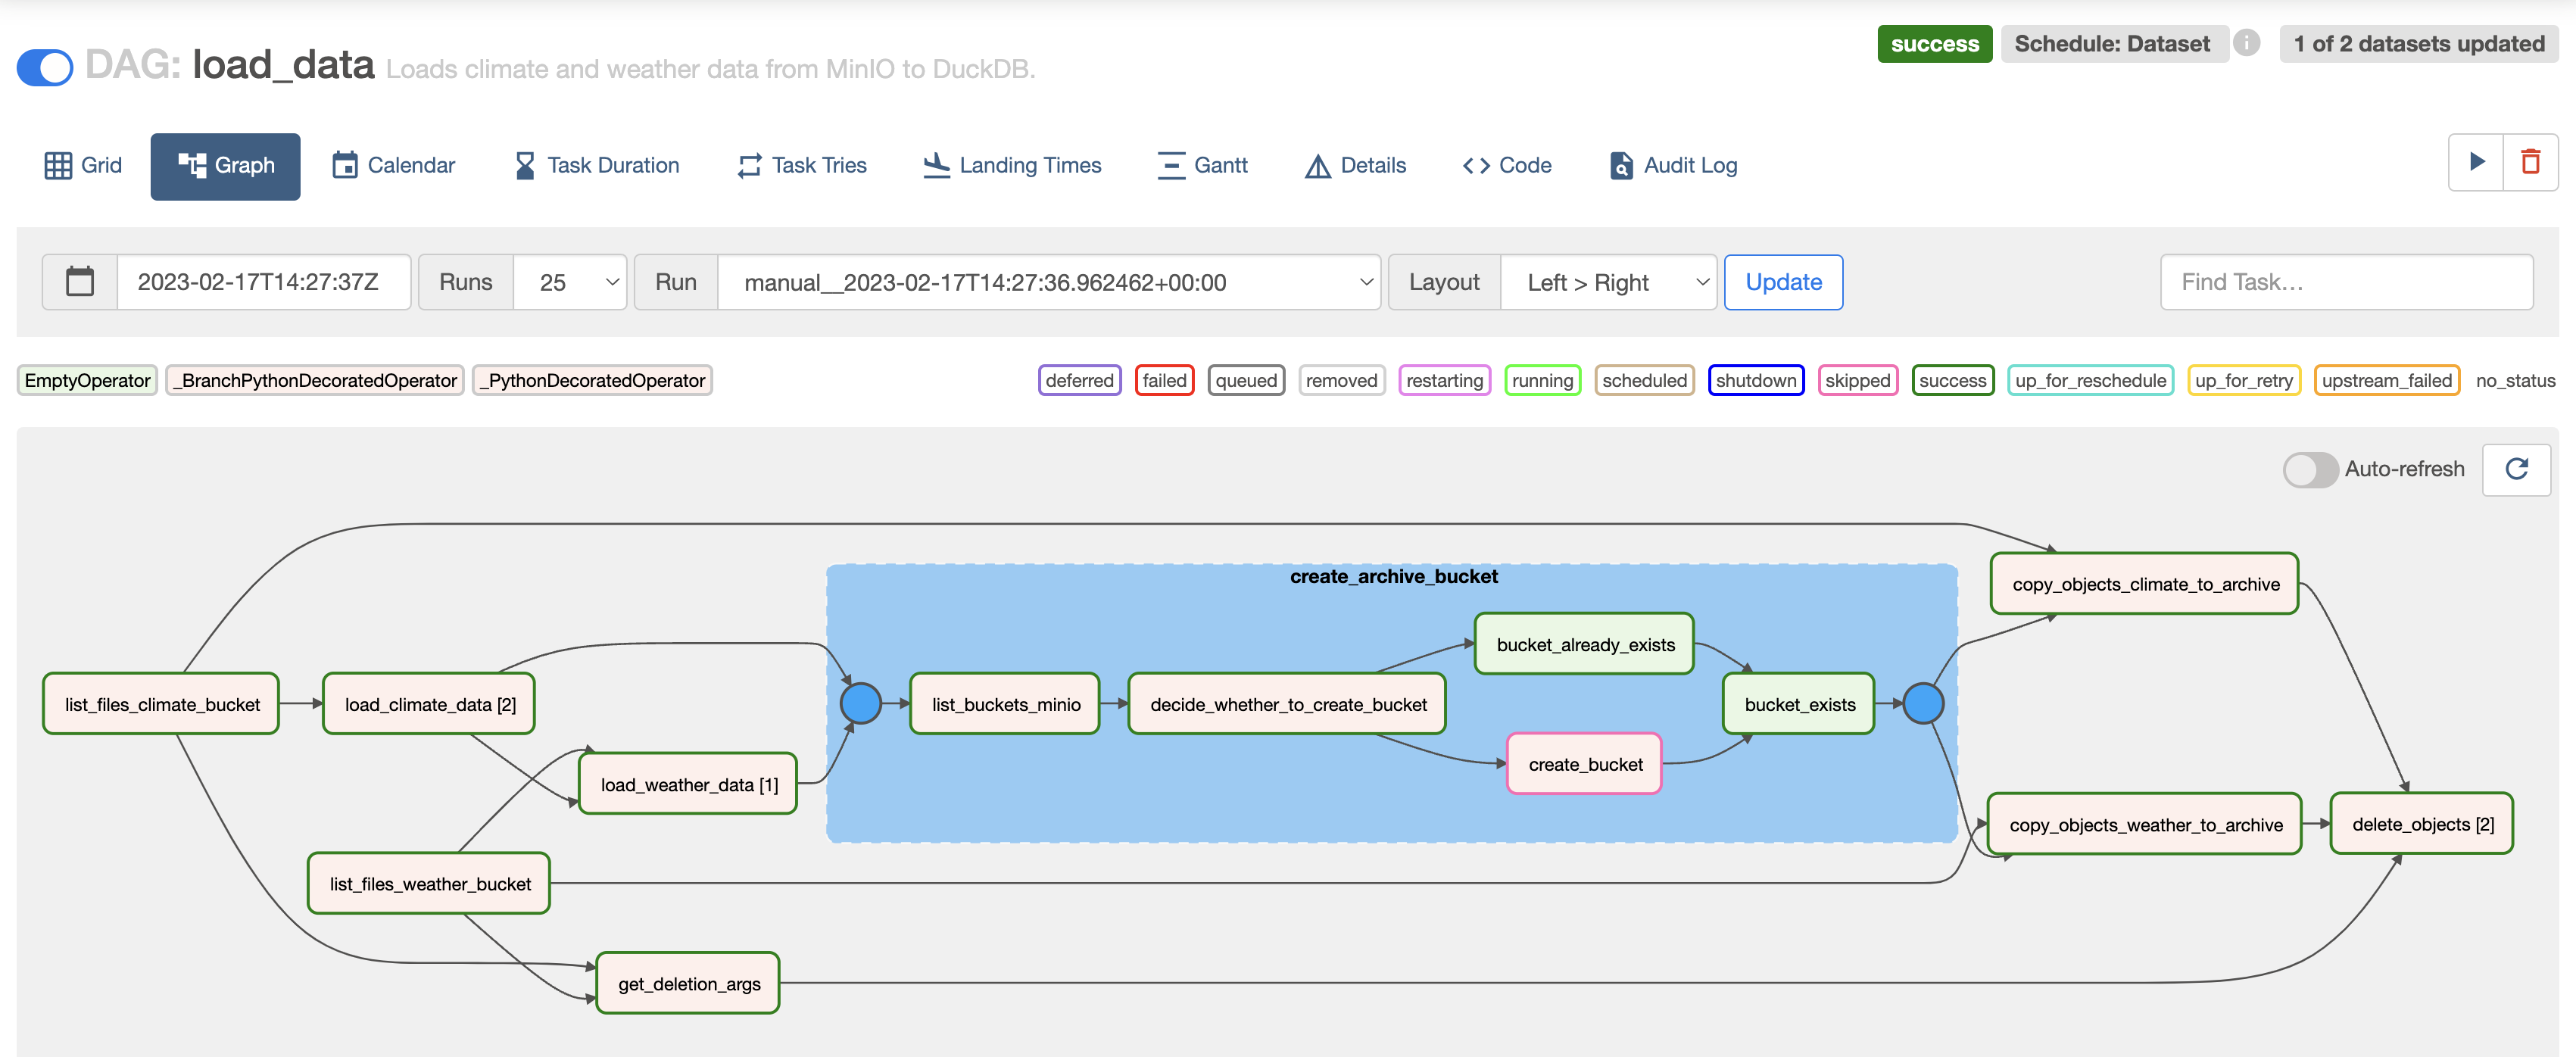 DAG: load_data Loads climate and weather data from MinIO to DuckDB.
success Schedule: Dataset i 1 of 2 datasets updated
Grid Graph Calendar Task Duration Task Tries Landing Times Gantt Details Code Audit Log
2023-02-17T14:27:37Z Runs 25 Run manual__2023-02-17T14:27:36.962462+00:00 Layout Left > Right Update Find Task...
EmptyOperator _BranchPythonDecoratedOperator _PythonDecoratedOperator
deferred failed queued removed restarting running scheduled shutdown skipped success up_for_reschedule up_for_retry upstream_failed no_status
Auto-refresh
create_archive_bucket
copy_objects_climate_to_archive
bucket_already_exists
list_files_climate_bucket load_climate_data [2] list_buckets_minio decide_whether_to_create_bucket bucket_exists
create_bucket
load_weather_data [1]
copy_objects_weather_to_archive delete_objects [2]
list_files_weather_bucket
get_deletion_args